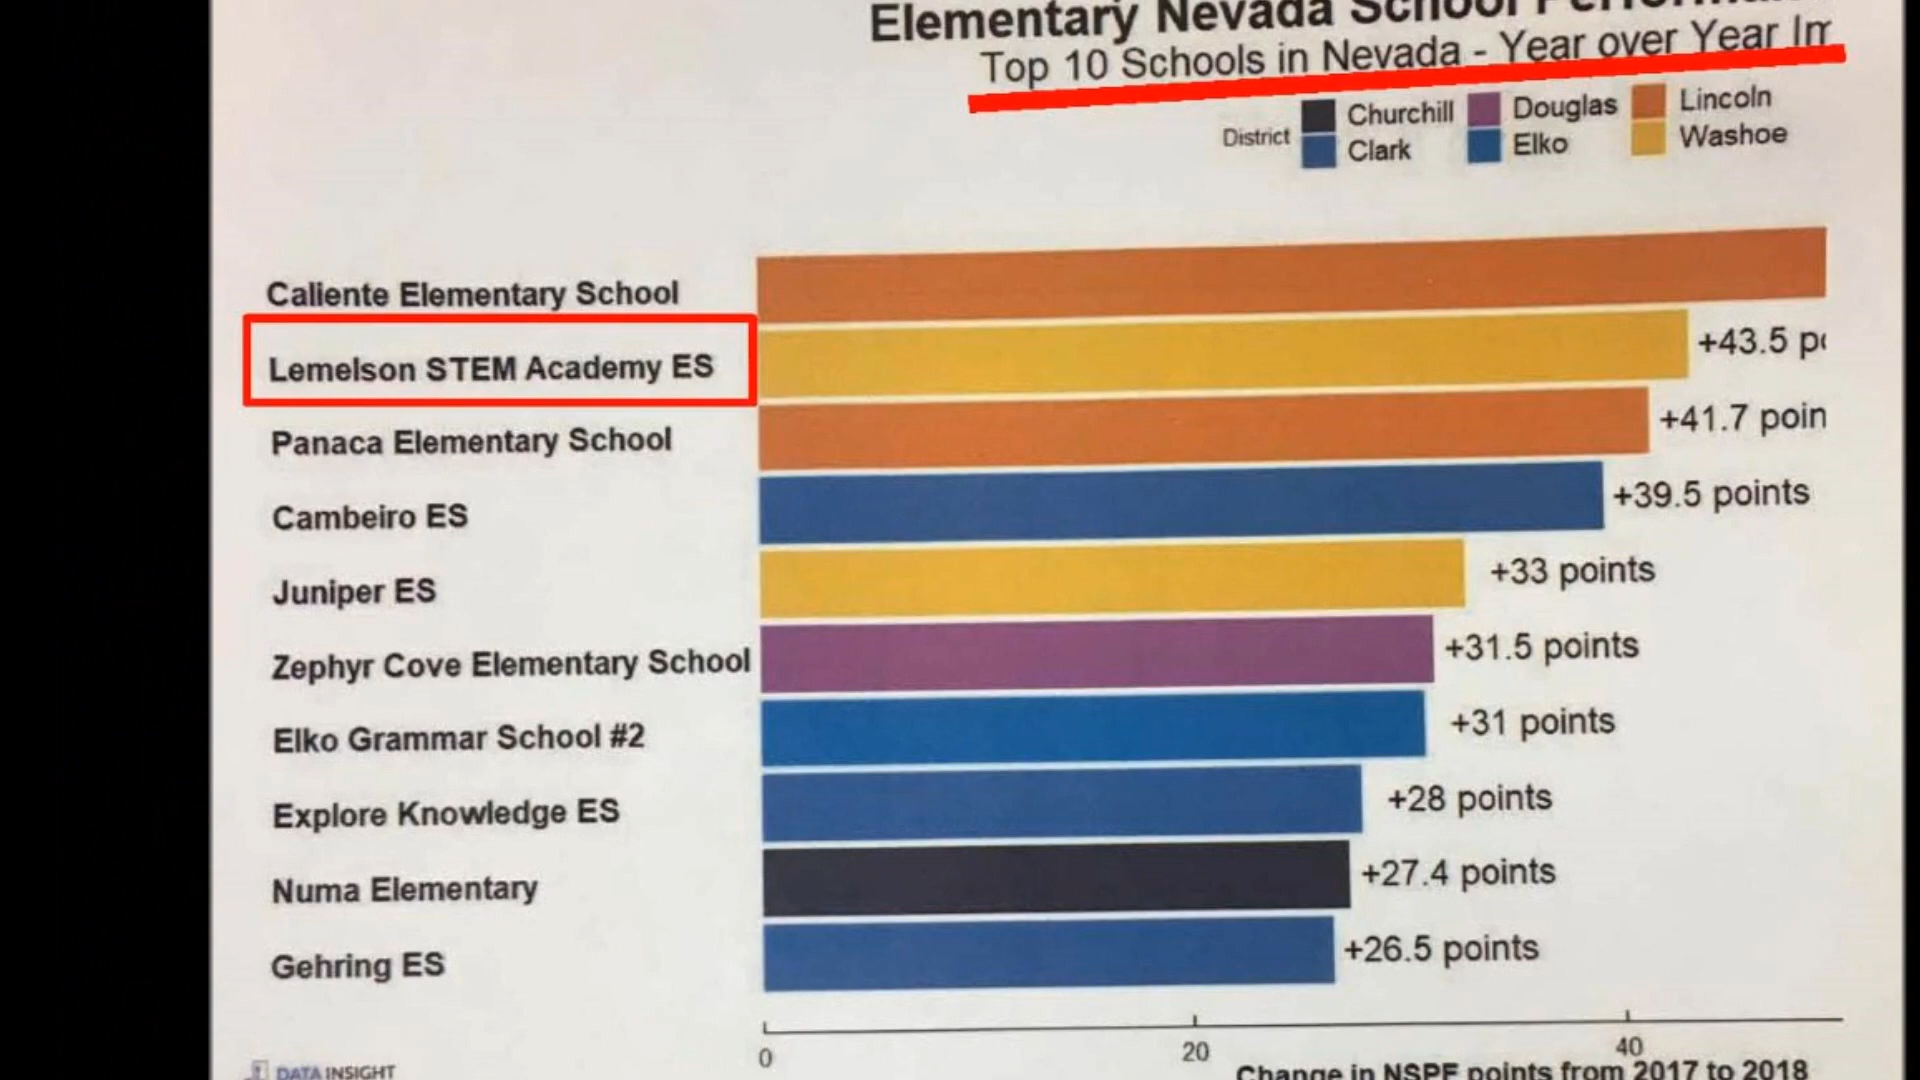 Elementary Nevada School
Top 10 Schools in Nevada - Year over Year
District
Churchill
Douglas
Lincoln
Clark
Elko
Washoe
Caliente Elementary School
Lemelson STEM Academy ES
+43.5
Panaca Elementary School
+41.7 poin
Cambeiro ES
+39.5 points
Juniper ES
+33 points
Zephyr Cove Elementary School
+31.5 points
Elko Grammar School #2
+31 points
Explore Knowledge ES
+28 points
Numa Elementary
+27.4 points
Gehring ES
+26.5 points
0
20
40
Change in NSPF points from 2017 to 2018
DATA INSIGHT